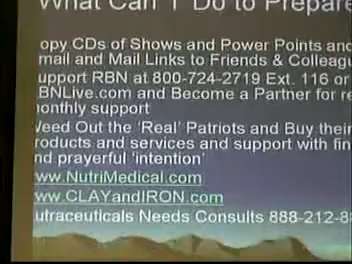 What Can I Do to Prepare
opy CDs of Shows and Power Points and
mail and Mail Links to Friends & Colleagu
upport RBN at 800-724-2719 Ext. 116 or
BNLive.com and Become a Partner for re
onthly support
Weed Out the 'Real' Patriots and Buy their
roducts and services and support with fin
nd prayerful 'intention'
ww.NutriMedical.com
ww.CLAYandIRON.com
utraceuticals Needs Consults 888-212-8